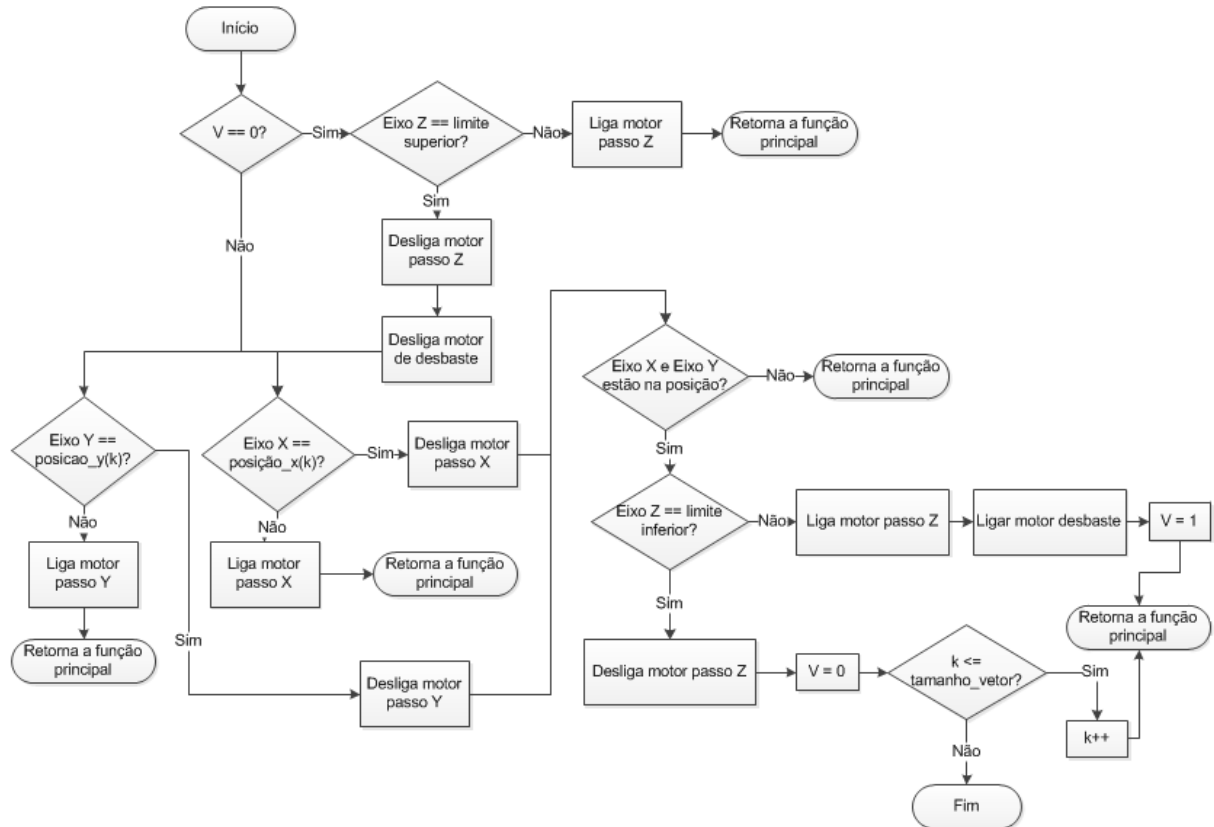 Início
V == 0?
Sim
Eixo Z == limite
superior?
Não
Liga motor
passo Z
Retorna a função
principal
Sim
Não
Desliga motor
passo Z
Desliga motor
de desbaste
Eixo X e Eixo Y
estão na posição?
Não
Retorna a função
principal
Eixo Y ==
posicao_y(k)?
Eixo X ==
posição_x(k)?
Sim
Desliga motor
passo X
Sim
Não
Não
Eixo Z == limite
inferior?
Não
Liga motor passo Z
Ligar motor desbaste
V = 1
Liga motor
passo Y
Liga motor
passo X
Retorna a função
principal
Sim
Retorna a função
principal
Sim
Retorna a função
principal
Desliga motor
passo Y
Desliga motor passo Z
V = 0
k <=
tamanho_vetor?
Sim
k++
Não
Fim